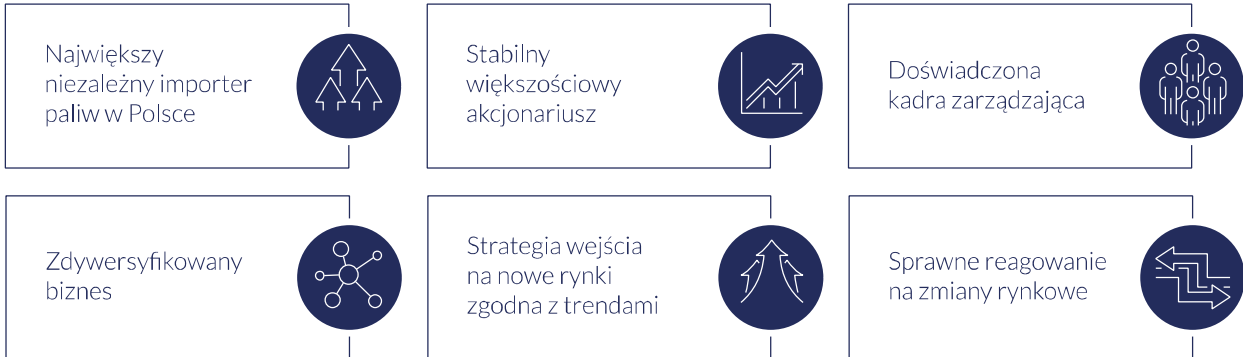 Największy
niezależny importer
paliw w Polsce
Stabilny
większościowy
akcjonariusz
Doświadczona
kadra zarządzająca
Zdywersyfikowany
biznes
Strategia wejścia
na nowe rynki
zgodna z trendami
Sprawne reagowanie
na zmiany rynkowe